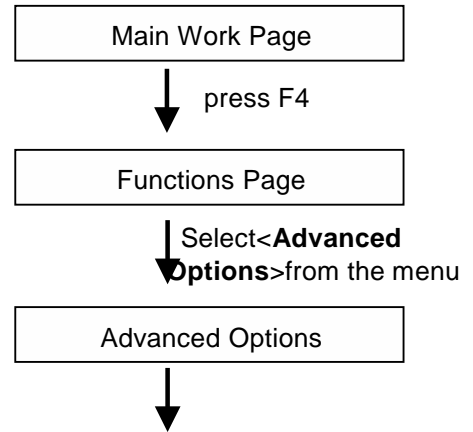 Main Work Page
press F4
Functions Page
Select<Advanced
Options>from the menu
Advanced Options